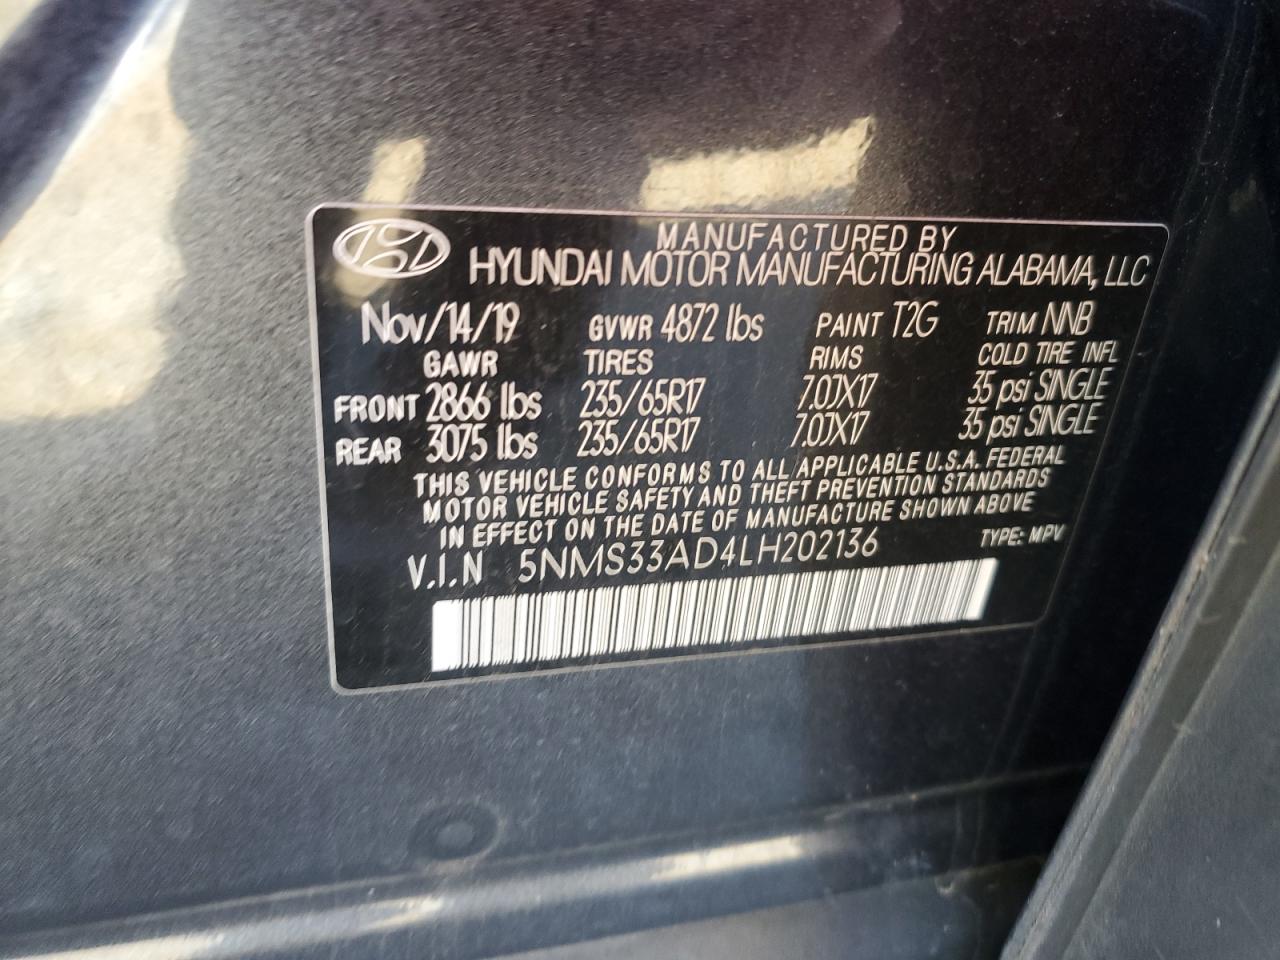 MANUFACTURED BY
HYUNDAI MOTOR MANUFACTURING ALABAMA, LLC
Nov/14/19 GVWR 4872 lbs PAINT T2G TRIM NNB
GAWR TIRES RIMS COLD TIRE INFL
FRONT 2866 lbs 235/65R17 7.0JX17 35 psi SINGLE
REAR 3075 lbs 235/65R17 7.0JX17 35 psi SINGLE
THIS VEHICLE CONFORMS TO ALL APPLICABLE U.S.A. FEDERAL
MOTOR VEHICLE SAFETY AND THEFT PREVENTION STANDARDS
IN EFFECT ON THE DATE OF MANUFACTURE SHOWN ABOVE
V.I.N 5NMS33AD4LH202136 TYPE: MPV